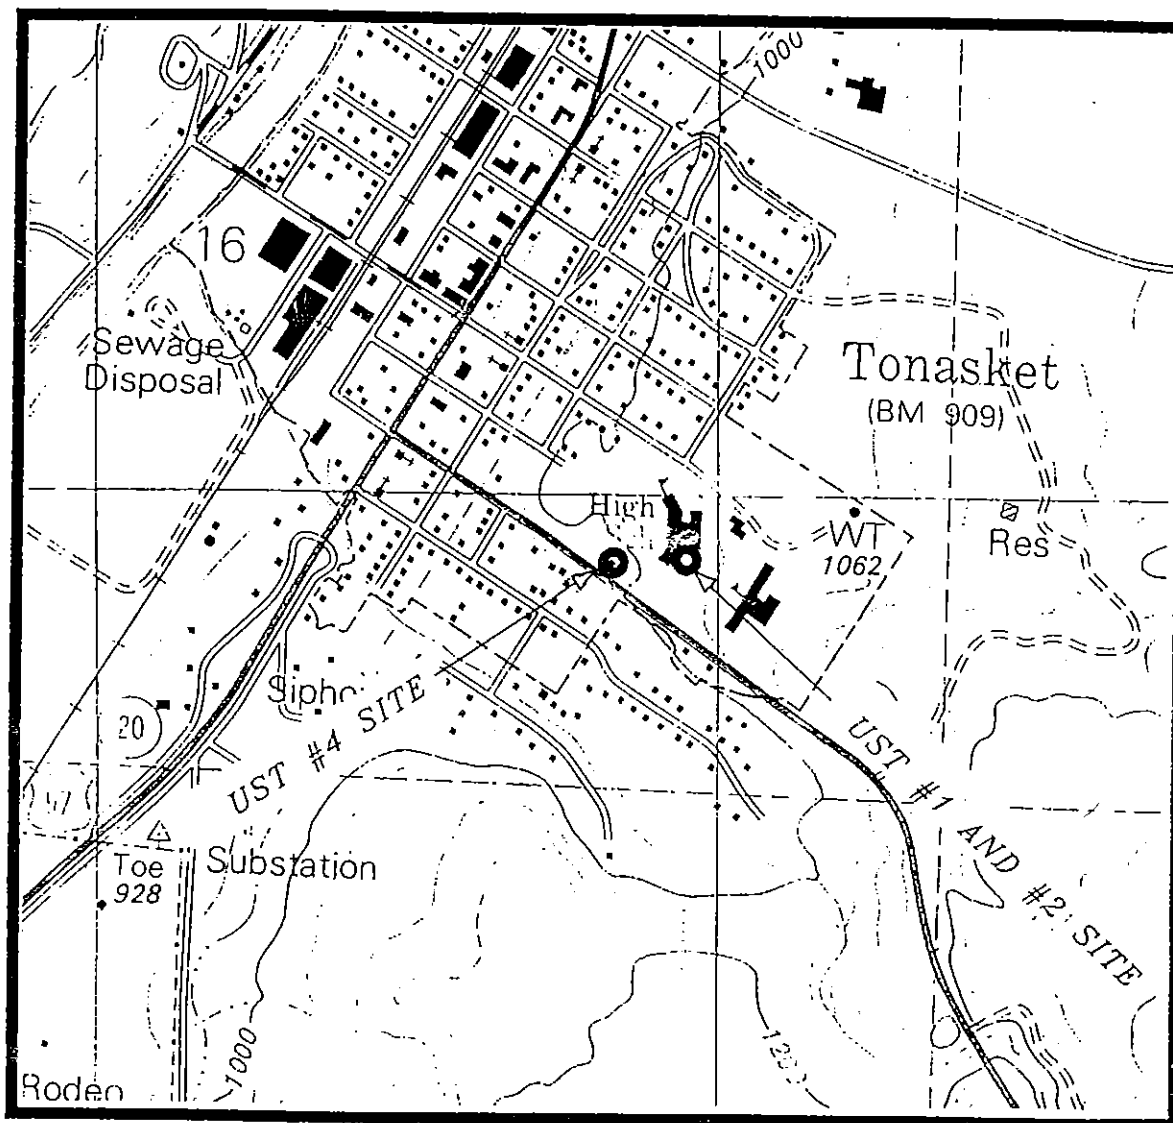 1000
16
Sewage
Disposal
Tonasket
(BM 909)
High
WT
1062
Res
20
UST #4 SITE
UST #1 AND #2 SITE
Toe
928
Substation
1000
Roden